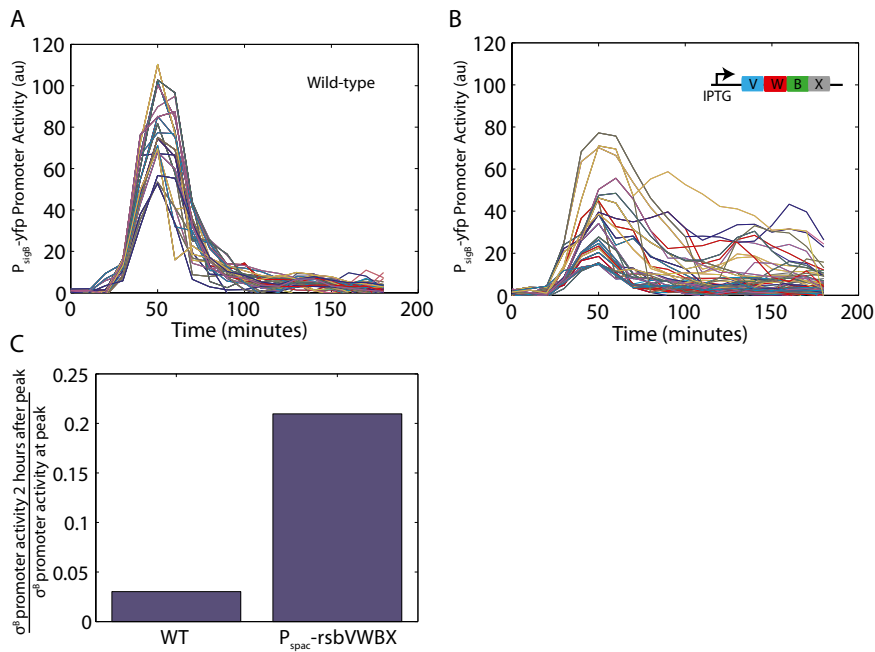 A
120
100
80
60
40
20
0
P_sigB-yfp Promoter Activity (au)
Wild-type
0 50 100 150 200
Time (minutes)
B
120
100
80
60
40
20
0
P_sigB-yfp Promoter Activity (au)
IPTG
V W B X
0 50 100 150 200
Time (minutes)
C
0.25
0.2
0.15
0.1
0.05
0
σᴮ promoter activity 2 hours after peak
σᴮ promoter activity at peak
WT
P_spac-rsbVWBX